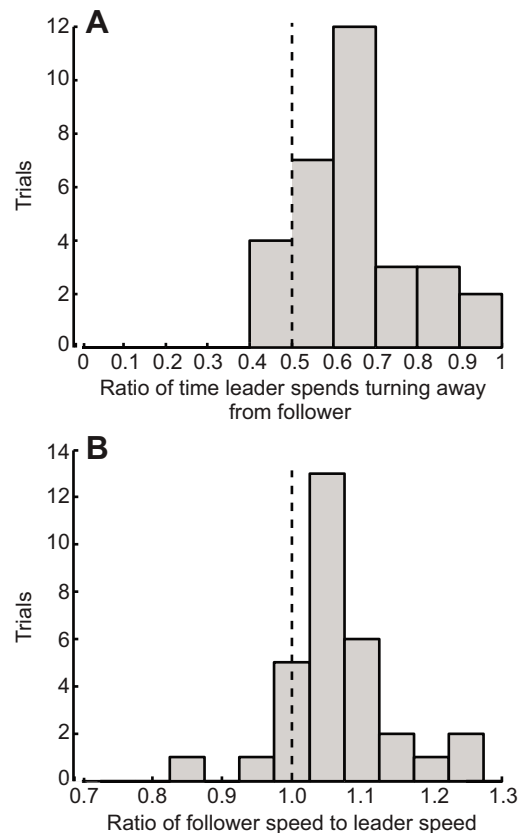 A
12
10
8
6
4
2
0
Trials
0 0.1 0.2 0.3 0.4 0.5 0.6 0.7 0.8 0.9 1
Ratio of time leader spends turning away
from follower
B
14
12
10
8
6
4
2
0
Trials
0.7 0.8 0.9 1.0 1.1 1.2 1.3
Ratio of follower speed to leader speed